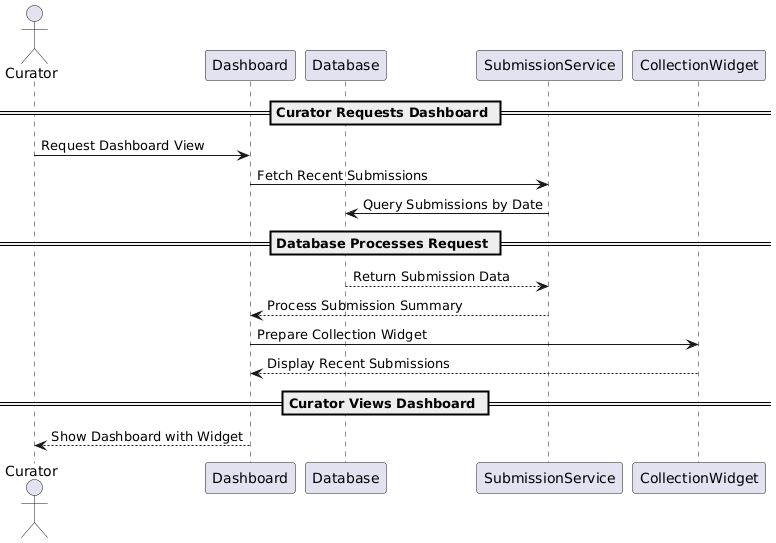 Curator
Dashboard Database SubmissionService CollectionWidget
Curator Requests Dashboard
Request Dashboard View
Fetch Recent Submissions
Query Submissions by Date
Database Processes Request
Return Submission Data
Process Submission Summary
Prepare Collection Widget
Display Recent Submissions
Curator Views Dashboard
Show Dashboard with Widget
Curator
Dashboard Database SubmissionService CollectionWidget